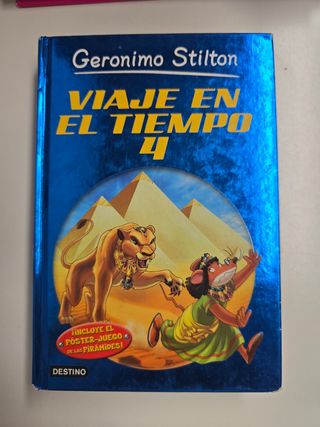 Geronimo Stilton
VIAJE EN
EL TIEMPO
4
¡INCLUYE EL
PÓSTER-JUEGO
DE LAS PIRÁMIDES!
DESTINO